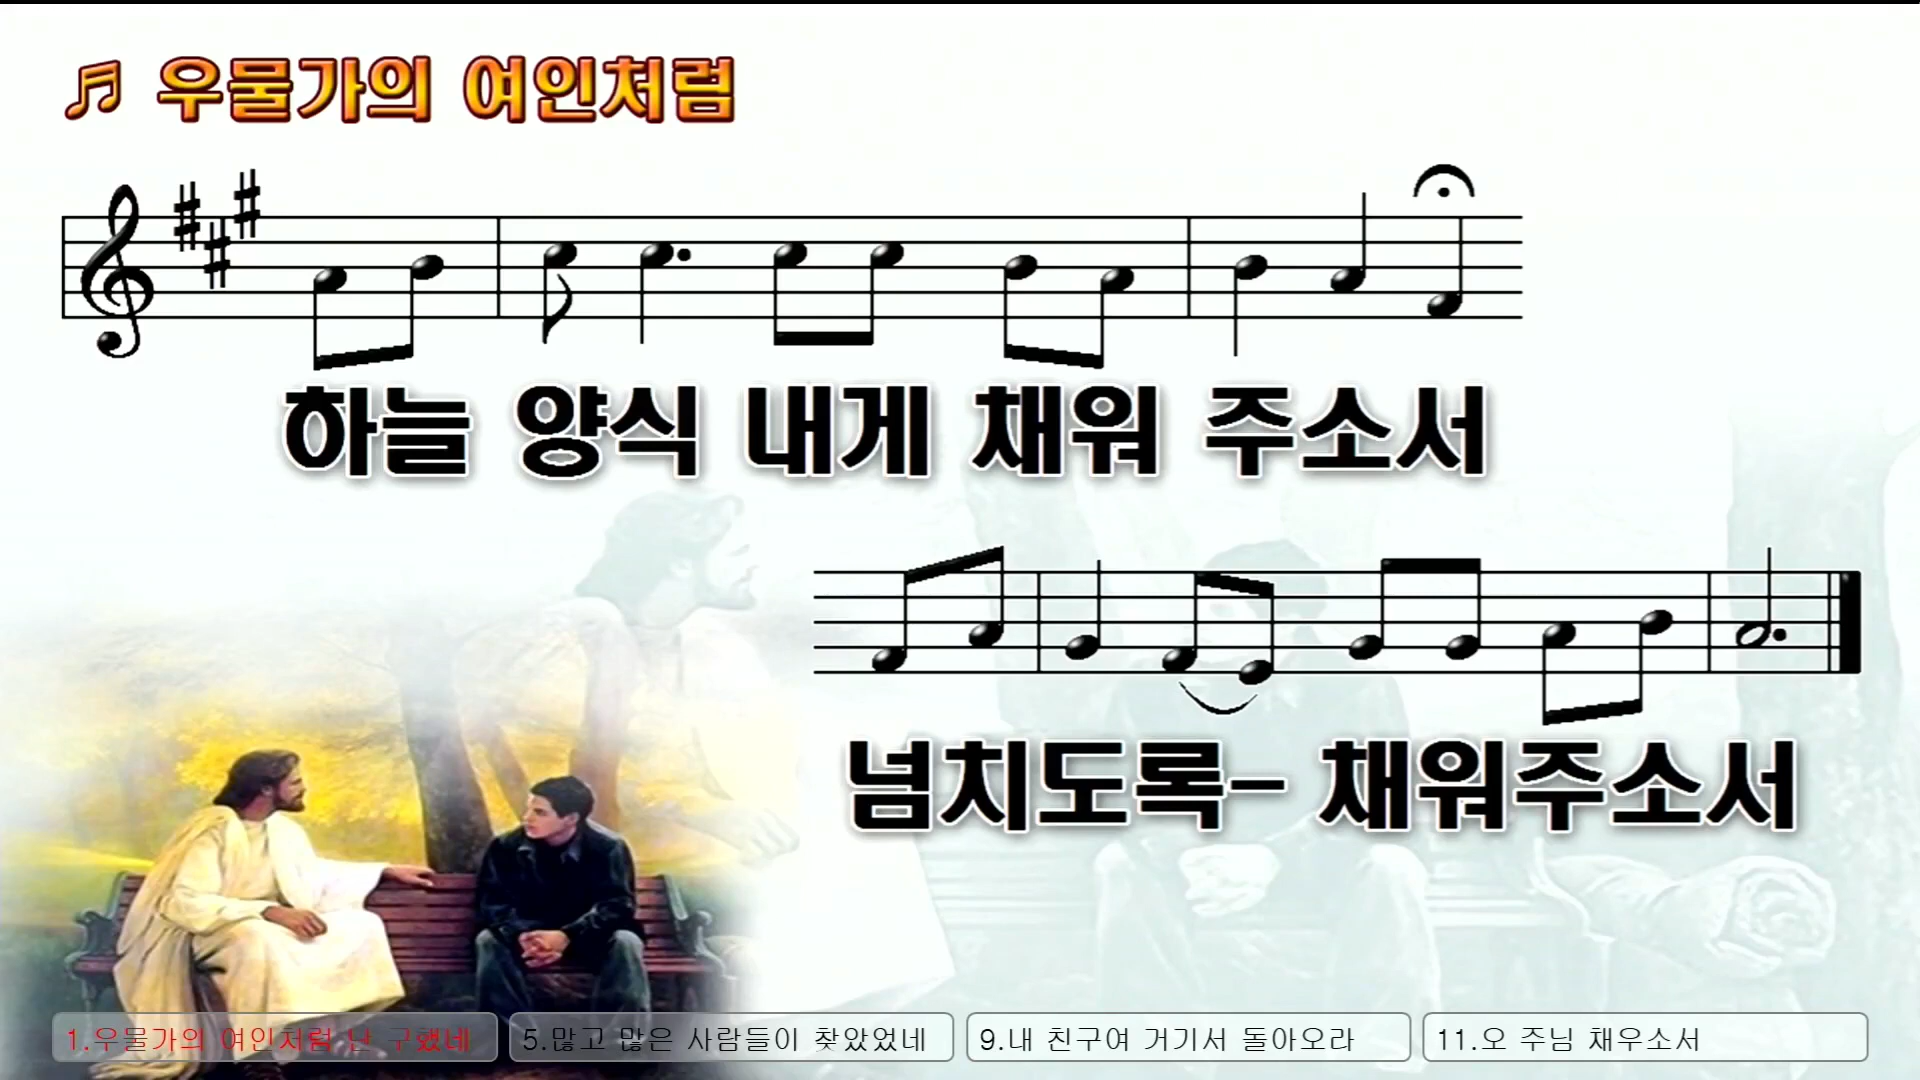 우물가의 여인처럼
하늘 양식 내게 채워 주소서
넘치도록- 채워주소서
1.우물가의 여인처럼 난 구했네
5.많고 많은 사람들이 찾았었네
9.내 친구여 거기서 돌아오라
11.오 주님 채우소서